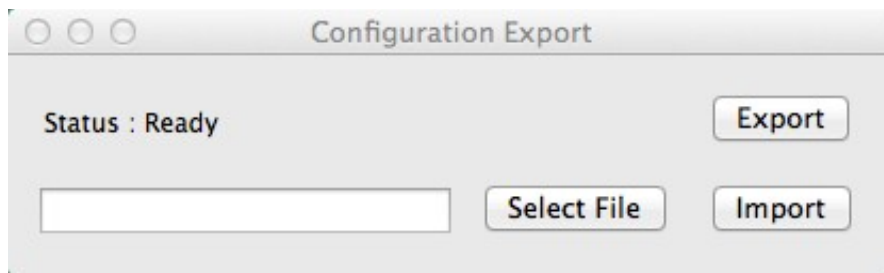 Configuration Export
Status : Ready
Export
Select File
Import